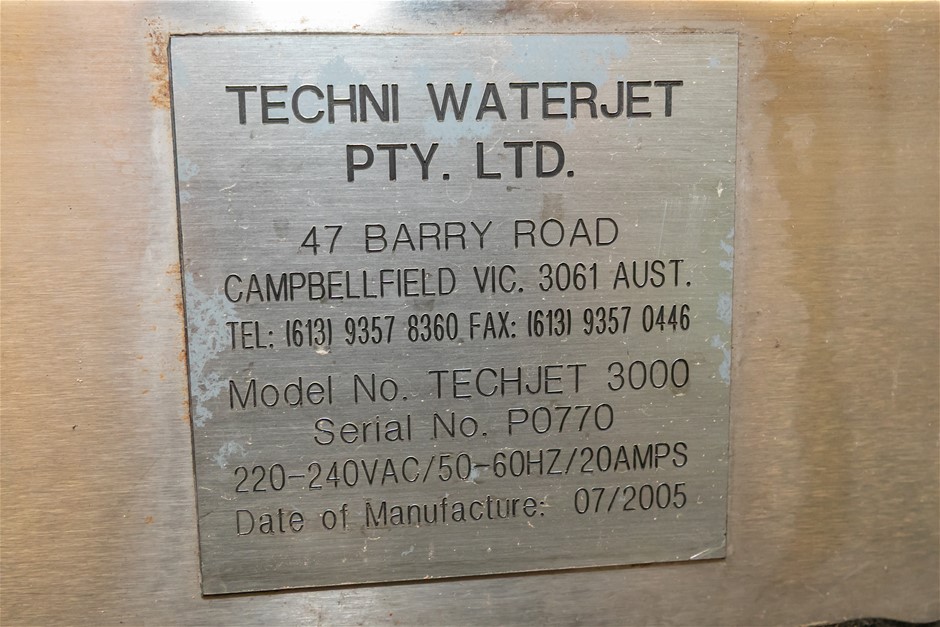 TECHNI WATERJET
PTY. LTD.
47 BARRY ROAD
CAMPBELLFIELD VIC. 3061 AUST.
TEL: (613) 9357 8360 FAX: (613) 9357 0446
Model No. TECHJET 3000
Serial No. P0770
220-240VAC/50-60HZ/20AMPS
Date of Manufacture: 07/2005